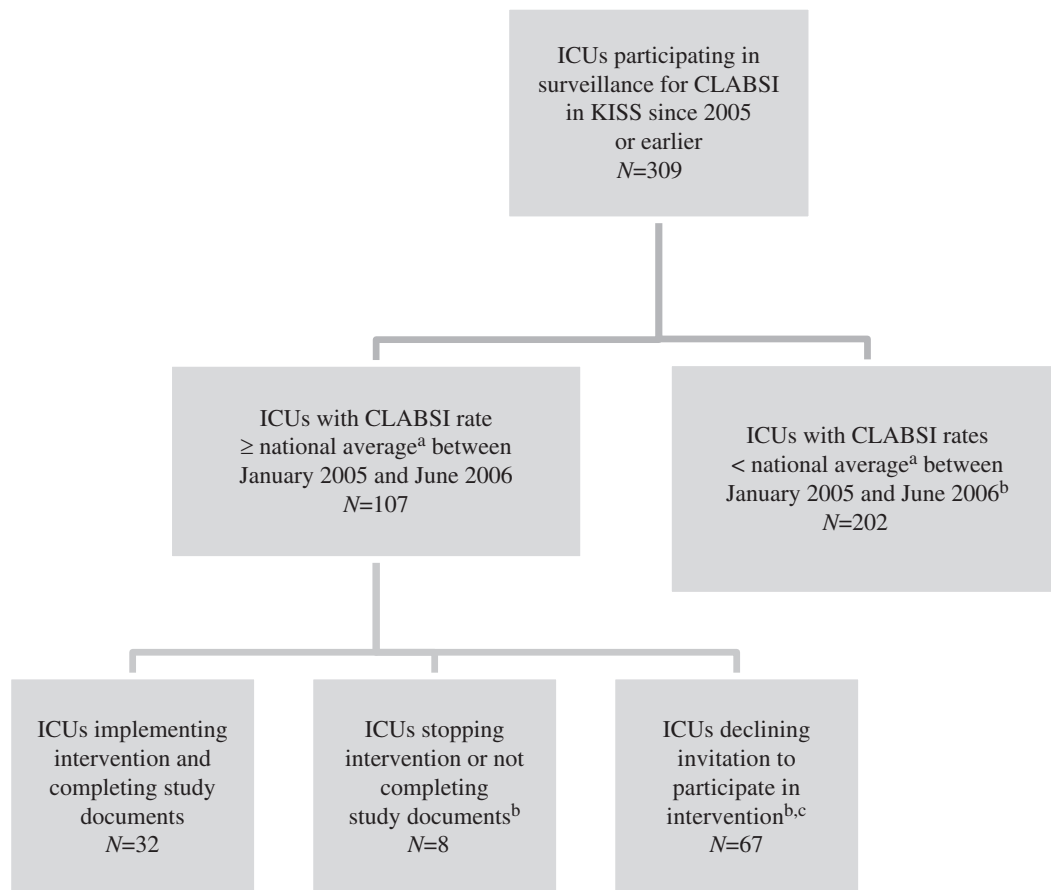 ICUs participating in
surveillance for CLABSI
in KISS since 2005
or earlier
N=309
ICUs with CLABSI rate
≥ national averageᵃ between
January 2005 and June 2006
N=107
ICUs with CLABSI rates
< national averageᵃ between
January 2005 and June 2006ᵇ
N=202
ICUs implementing
intervention and
completing study
documents
N=32
ICUs stopping
intervention or not
completing
study documentsᵇ
N=8
ICUs declining
invitation to
participate in
interventionᵇ,ᶜ
N=67